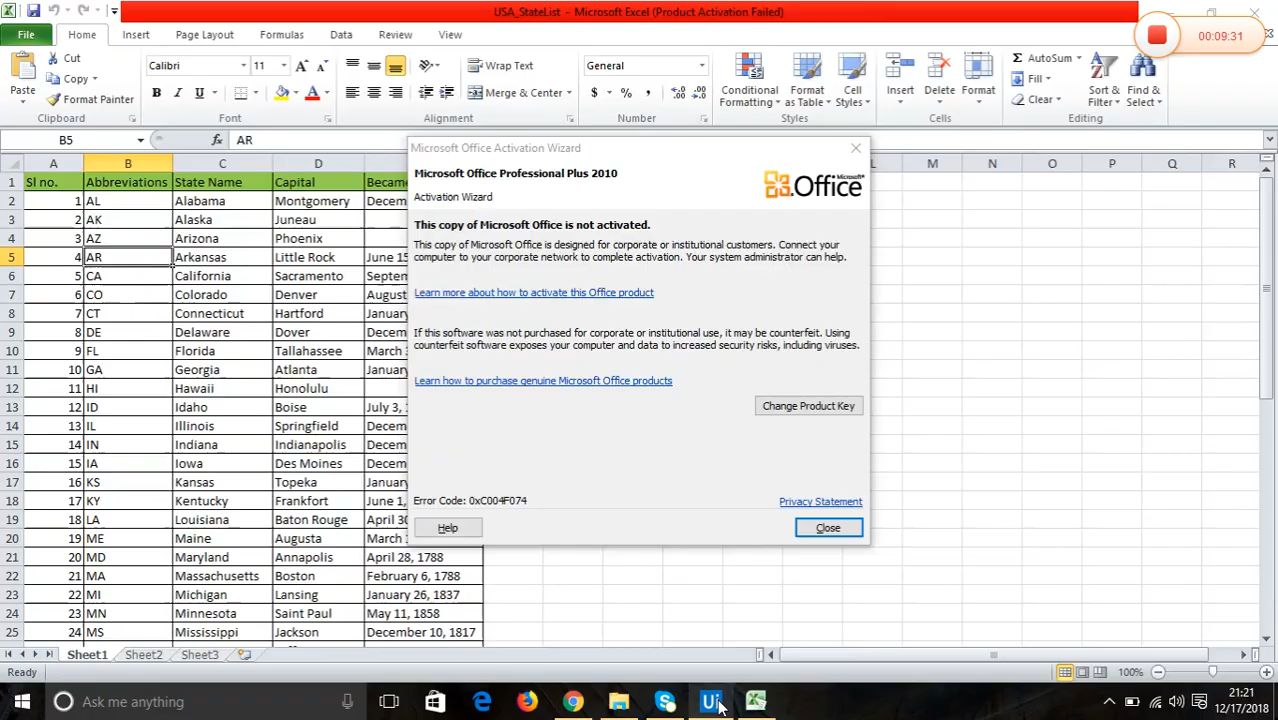 USA_StateList - Microsoft Excel (Product Activation Failed)
00:09:31
File Home Insert Page Layout Formulas Data Review View
Paste
Cut
Copy
Format Painter
Calibri 11
B I U
Wrap Text
Merge & Center
General
$ % ,
Conditional Formatting
Format as Table
Cell Styles
Insert Delete Format
AutoSum
Fill
Clear
Sort & Filter
Find & Select
Clipboard Font Alignment Number Styles Cells Editing
B5 fx AR
A B C D L M N O P Q R
1 Sl no. Abbreviations State Name Capital Became
2 1 AL Alabama Montgomery Decem
3 2 AK Alaska Juneau
4 3 AZ Arizona Phoenix
5 4 AR Arkansas Little Rock June 15
6 5 CA California Sacramento Septem
7 6 CO Colorado Denver August
8 7 CT Connecticut Hartford January
9 8 DE Delaware Dover Decem
10 9 FL Florida Tallahassee March 3
11 10 GA Georgia Atlanta January
12 11 HI Hawaii Honolulu
13 12 ID Idaho Boise July 3,
14 13 IL Illinois Springfield Decem
15 14 IN Indiana Indianapolis Decem
16 15 IA Iowa Des Moines Decem
17 16 KS Kansas Topeka January
18 17 KY Kentucky Frankfort June 1,
19 18 LA Louisiana Baton Rouge April 30
20 19 ME Maine Augusta March 1
21 20 MD Maryland Annapolis April 28, 1788
22 21 MA Massachusetts Boston February 6, 1788
23 22 MI Michigan Lansing January 26, 1837
24 23 MN Minnesota Saint Paul May 11, 1858
25 24 MS Mississippi Jackson December 10, 1817
Microsoft Office Activation Wizard
Microsoft Office Professional Plus 2010
Activation Wizard
Microsoft Office
This copy of Microsoft Office is not activated.
This copy of Microsoft Office is designed for corporate or institutional customers. Connect your
computer to your corporate network to complete activation. Your system administrator can help.
Learn more about how to activate this Office product
If this software was not purchased for corporate or institutional use, it may be counterfeit. Using
counterfeit software exposes your computer and data to increased security risks, including viruses.
Learn how to purchase genuine Microsoft Office products
Change Product Key
Error Code: 0xC004F074
Privacy Statement
Help
Close
Sheet1 Sheet2 Sheet3
Ready
100%
Ask me anything
Ui
21:21
12/17/2018